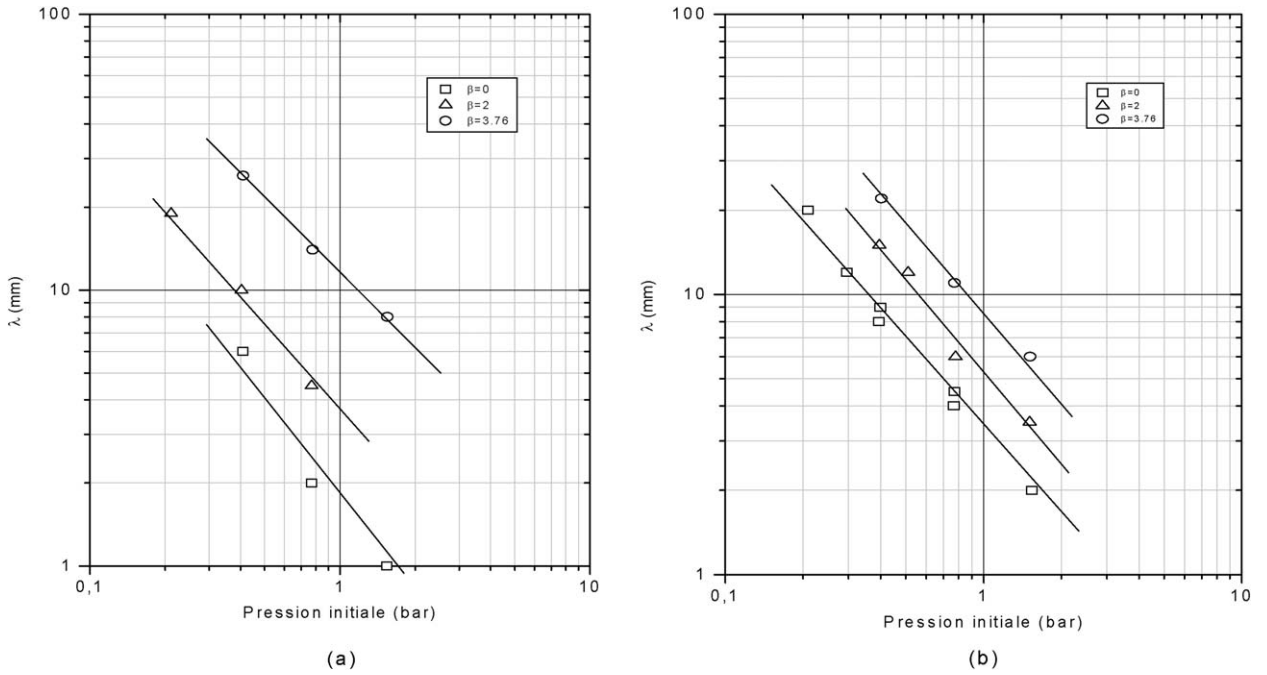 100
10
1
λ (mm)
β=0
β=2
β=3.76
0,1
1
10
Pression initiale (bar)
(a)
100
10
1
λ (mm)
β=0
β=2
β=3.76
0,1
1
10
Pression initiale (bar)
(b)